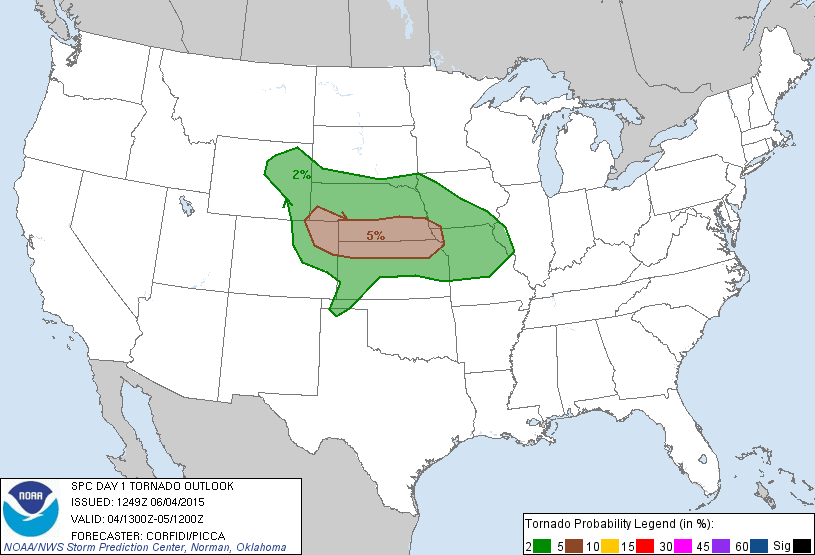 2%
5%
NOAA
SPC DAY 1 TORNADO OUTLOOK
ISSUED: 1249Z 06/04/2015
VALID: 04/1300Z-05/1200Z
FORECASTER: CORFIDI/PICCA
NOAA/NWS Storm Prediction Center, Norman, Oklahoma
Tornado Probability Legend (in %):
2 5 10 15 30 45 60 Sig